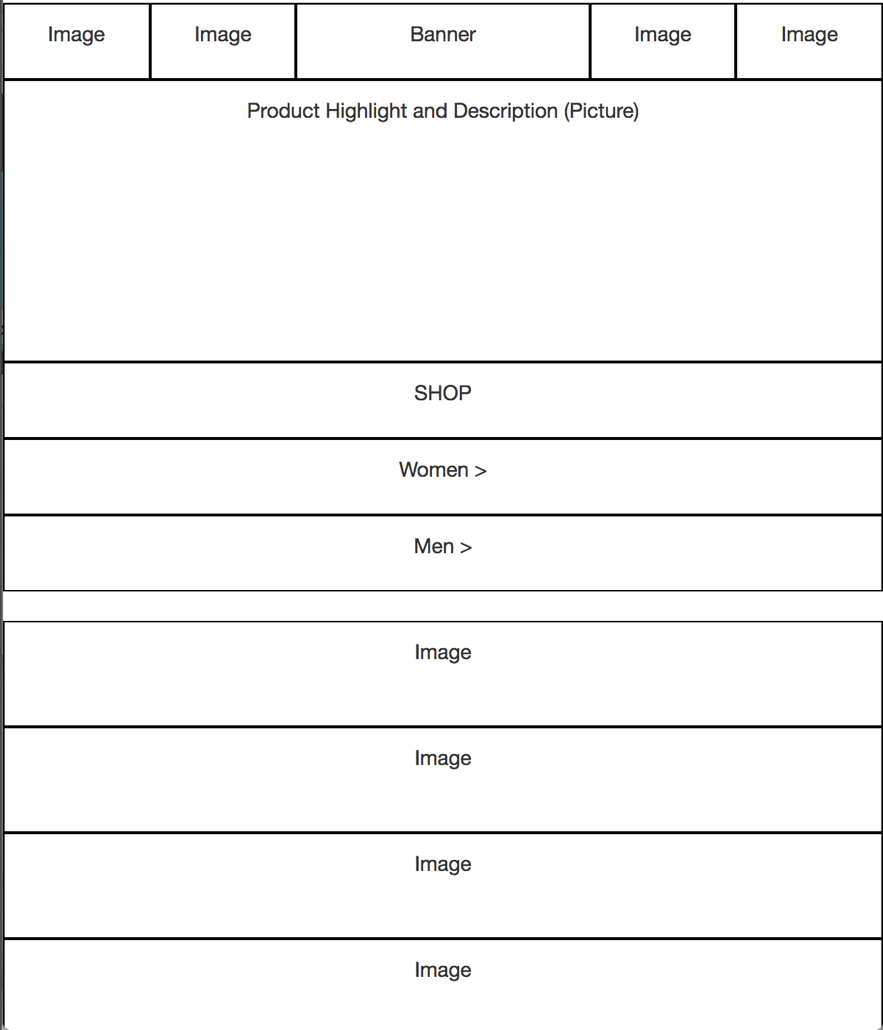 Image Image Banner Image Image
Product Highlight and Description (Picture)
SHOP
Women >
Men >
Image
Image
Image
Image